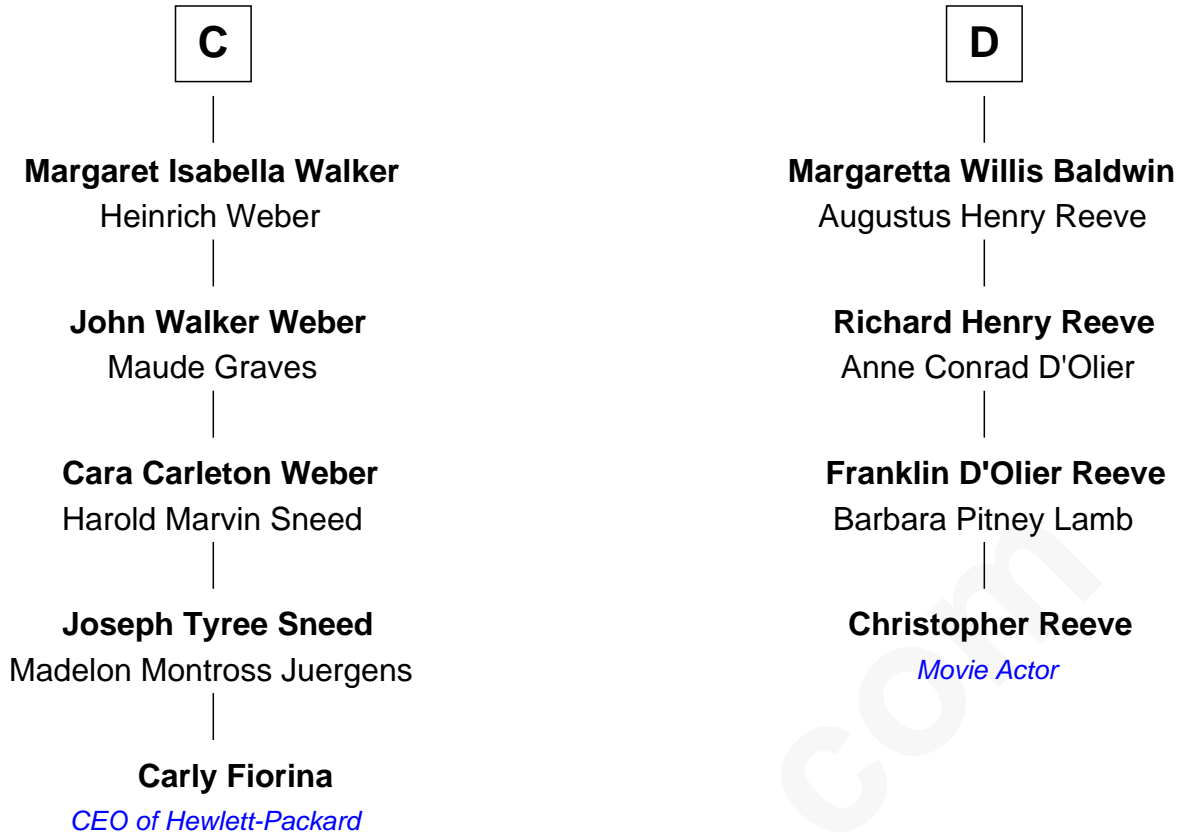 C
Margaret Isabella Walker
Heinrich Weber
John Walker Weber
Maude Graves
Cara Carleton Weber
Harold Marvin Sneed
Joseph Tyree Sneed
Madelon Montross Juergens
Carly Fiorina
CEO of Hewlett-Packard
D
Margaretta Willis Baldwin
Augustus Henry Reeve
Richard Henry Reeve
Anne Conrad D'Olier
Franklin D'Olier Reeve
Barbara Pitney Lamb
Christopher Reeve
Movie Actor
com